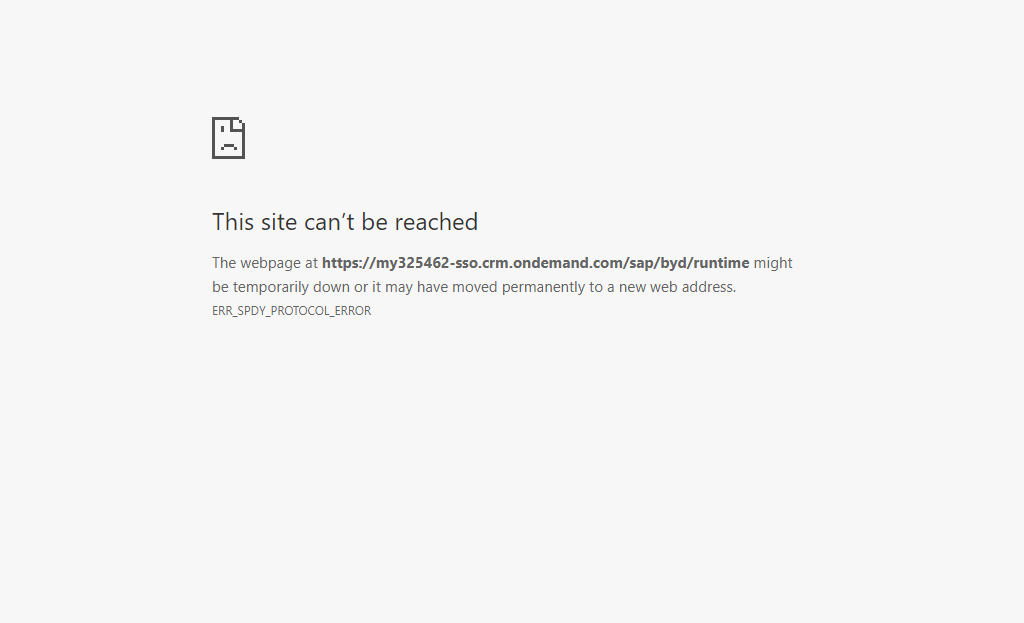 This site can’t be reached
The webpage at https://my325462-sso.crm.ondemand.com/sap/byd/runtime might
be temporarily down or it may have moved permanently to a new web address.
ERR_SPDY_PROTOCOL_ERROR